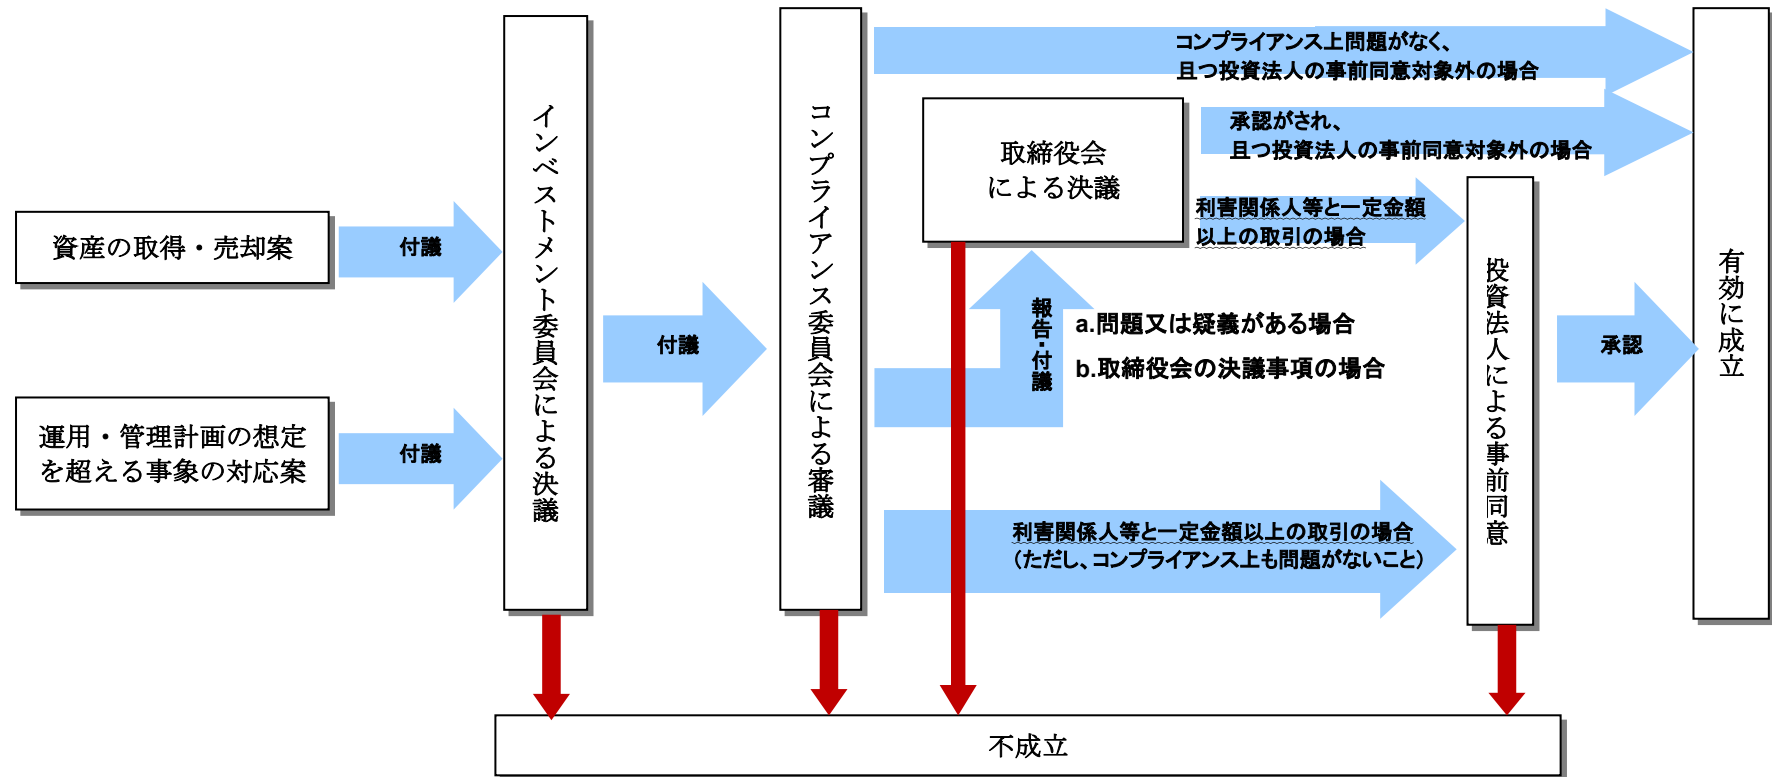 資産の取得・売却案
付議
運用・管理計画の想定
を超える事象の対応案
付議
インベストメント委員会による決議
付議
コンプライアンス委員会による審議
コンプライアンス上問題がなく、
且つ投資法人の事前同意対象外の場合
取締役会
による決議
承認がされ、
且つ投資法人の事前同意対象外の場合
利害関係人等と一定金額
以上の取引の場合
報告・付議
a.問題又は疑義がある場合
b.取締役会の決議事項の場合
利害関係人等と一定金額以上の取引の場合
（ただし、コンプライアンス上も問題がないこと）
投資法人による事前同意
承認
有効に成立
不成立